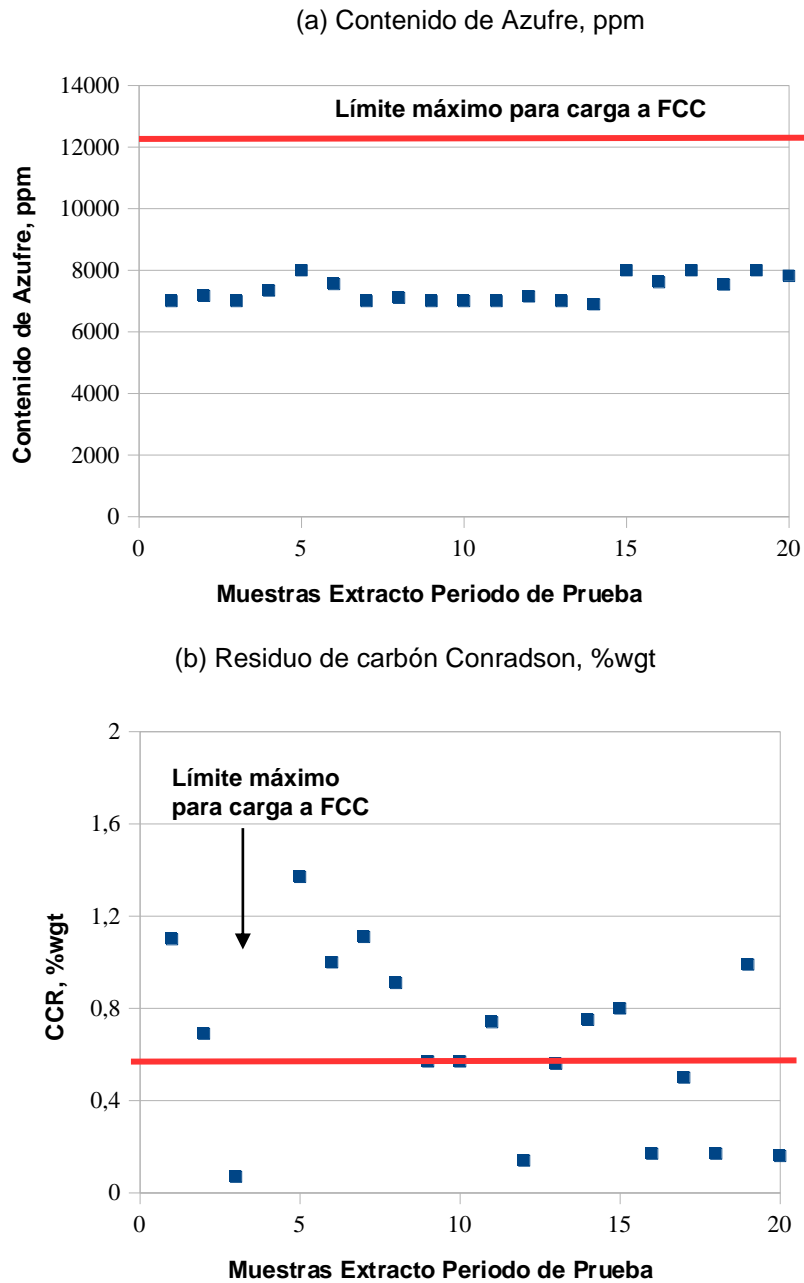 (a) Contenido de Azufre, ppm
14000
Límite máximo para carga a FCC
12000
10000
8000
6000
4000
2000
0
Contenido de Azufre, ppm
0 5 10 15 20
Muestras Extracto Periodo de Prueba
(b) Residuo de carbón Conradson, %wgt
2
Límite máximo
para carga a FCC
1,6
1,2
0,8
0,4
0
CCR, %wgt
0 5 10 15 20
Muestras Extracto Periodo de Prueba